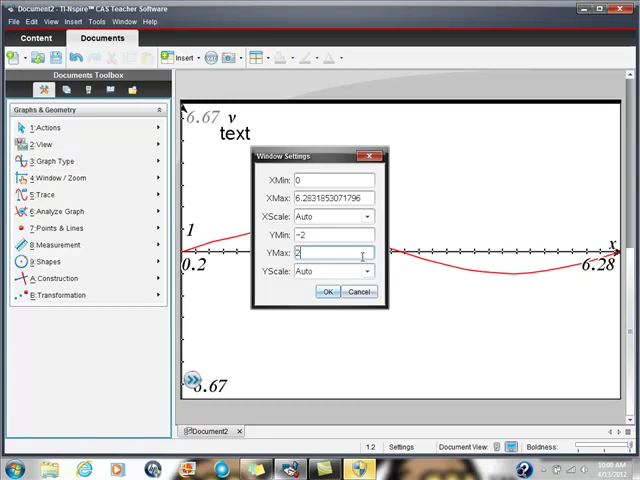 Document2 - TI-Nspire™ CAS Teacher Software
File Edit View Insert Tools Window Help
Content Documents
Insert
Documents Toolbox
Graphs & Geometry
1:Actions
2:View
3:Graph Type
4:Window / Zoom
5:Trace
6:Analyze Graph
7:Points & Lines
8:Measurement
9:Shapes
A:Construction
B:Transformation
6.67 y
text
1
0.2
x
6.28
-6.67
Window Settings
XMin: 0
XMax: 6.2831853071796
XScale: Auto
YMin: -2
YMax: 2
YScale: Auto
OK Cancel
Document2
1.2 Settings Document View: Boldness:
10:00 AM
4/15/2012